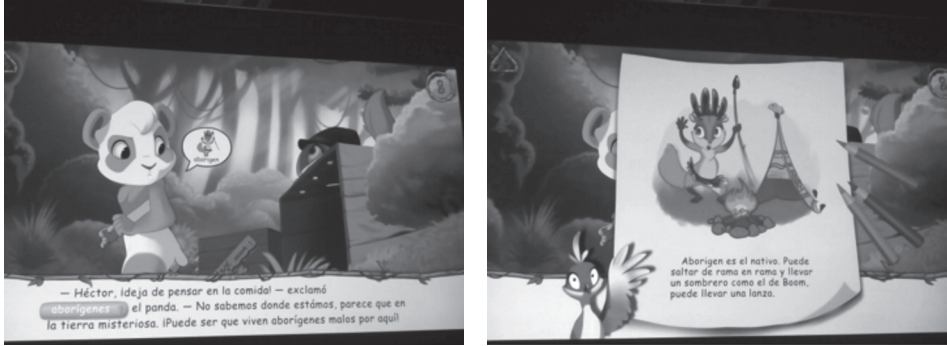 aborigen
— Héctor, ¡deja de pensar en la comida! — exclamó
aborígenes el panda. — No sabemos donde estámos, parece que en
la tierra misteriosa. ¡Puede ser que viven aborígenes malos por aquí!
Aborigen es el nativo. Puede
saltar de rama en rama y llevar
un sombrero como el de Boom,
puede llevar una lanza.